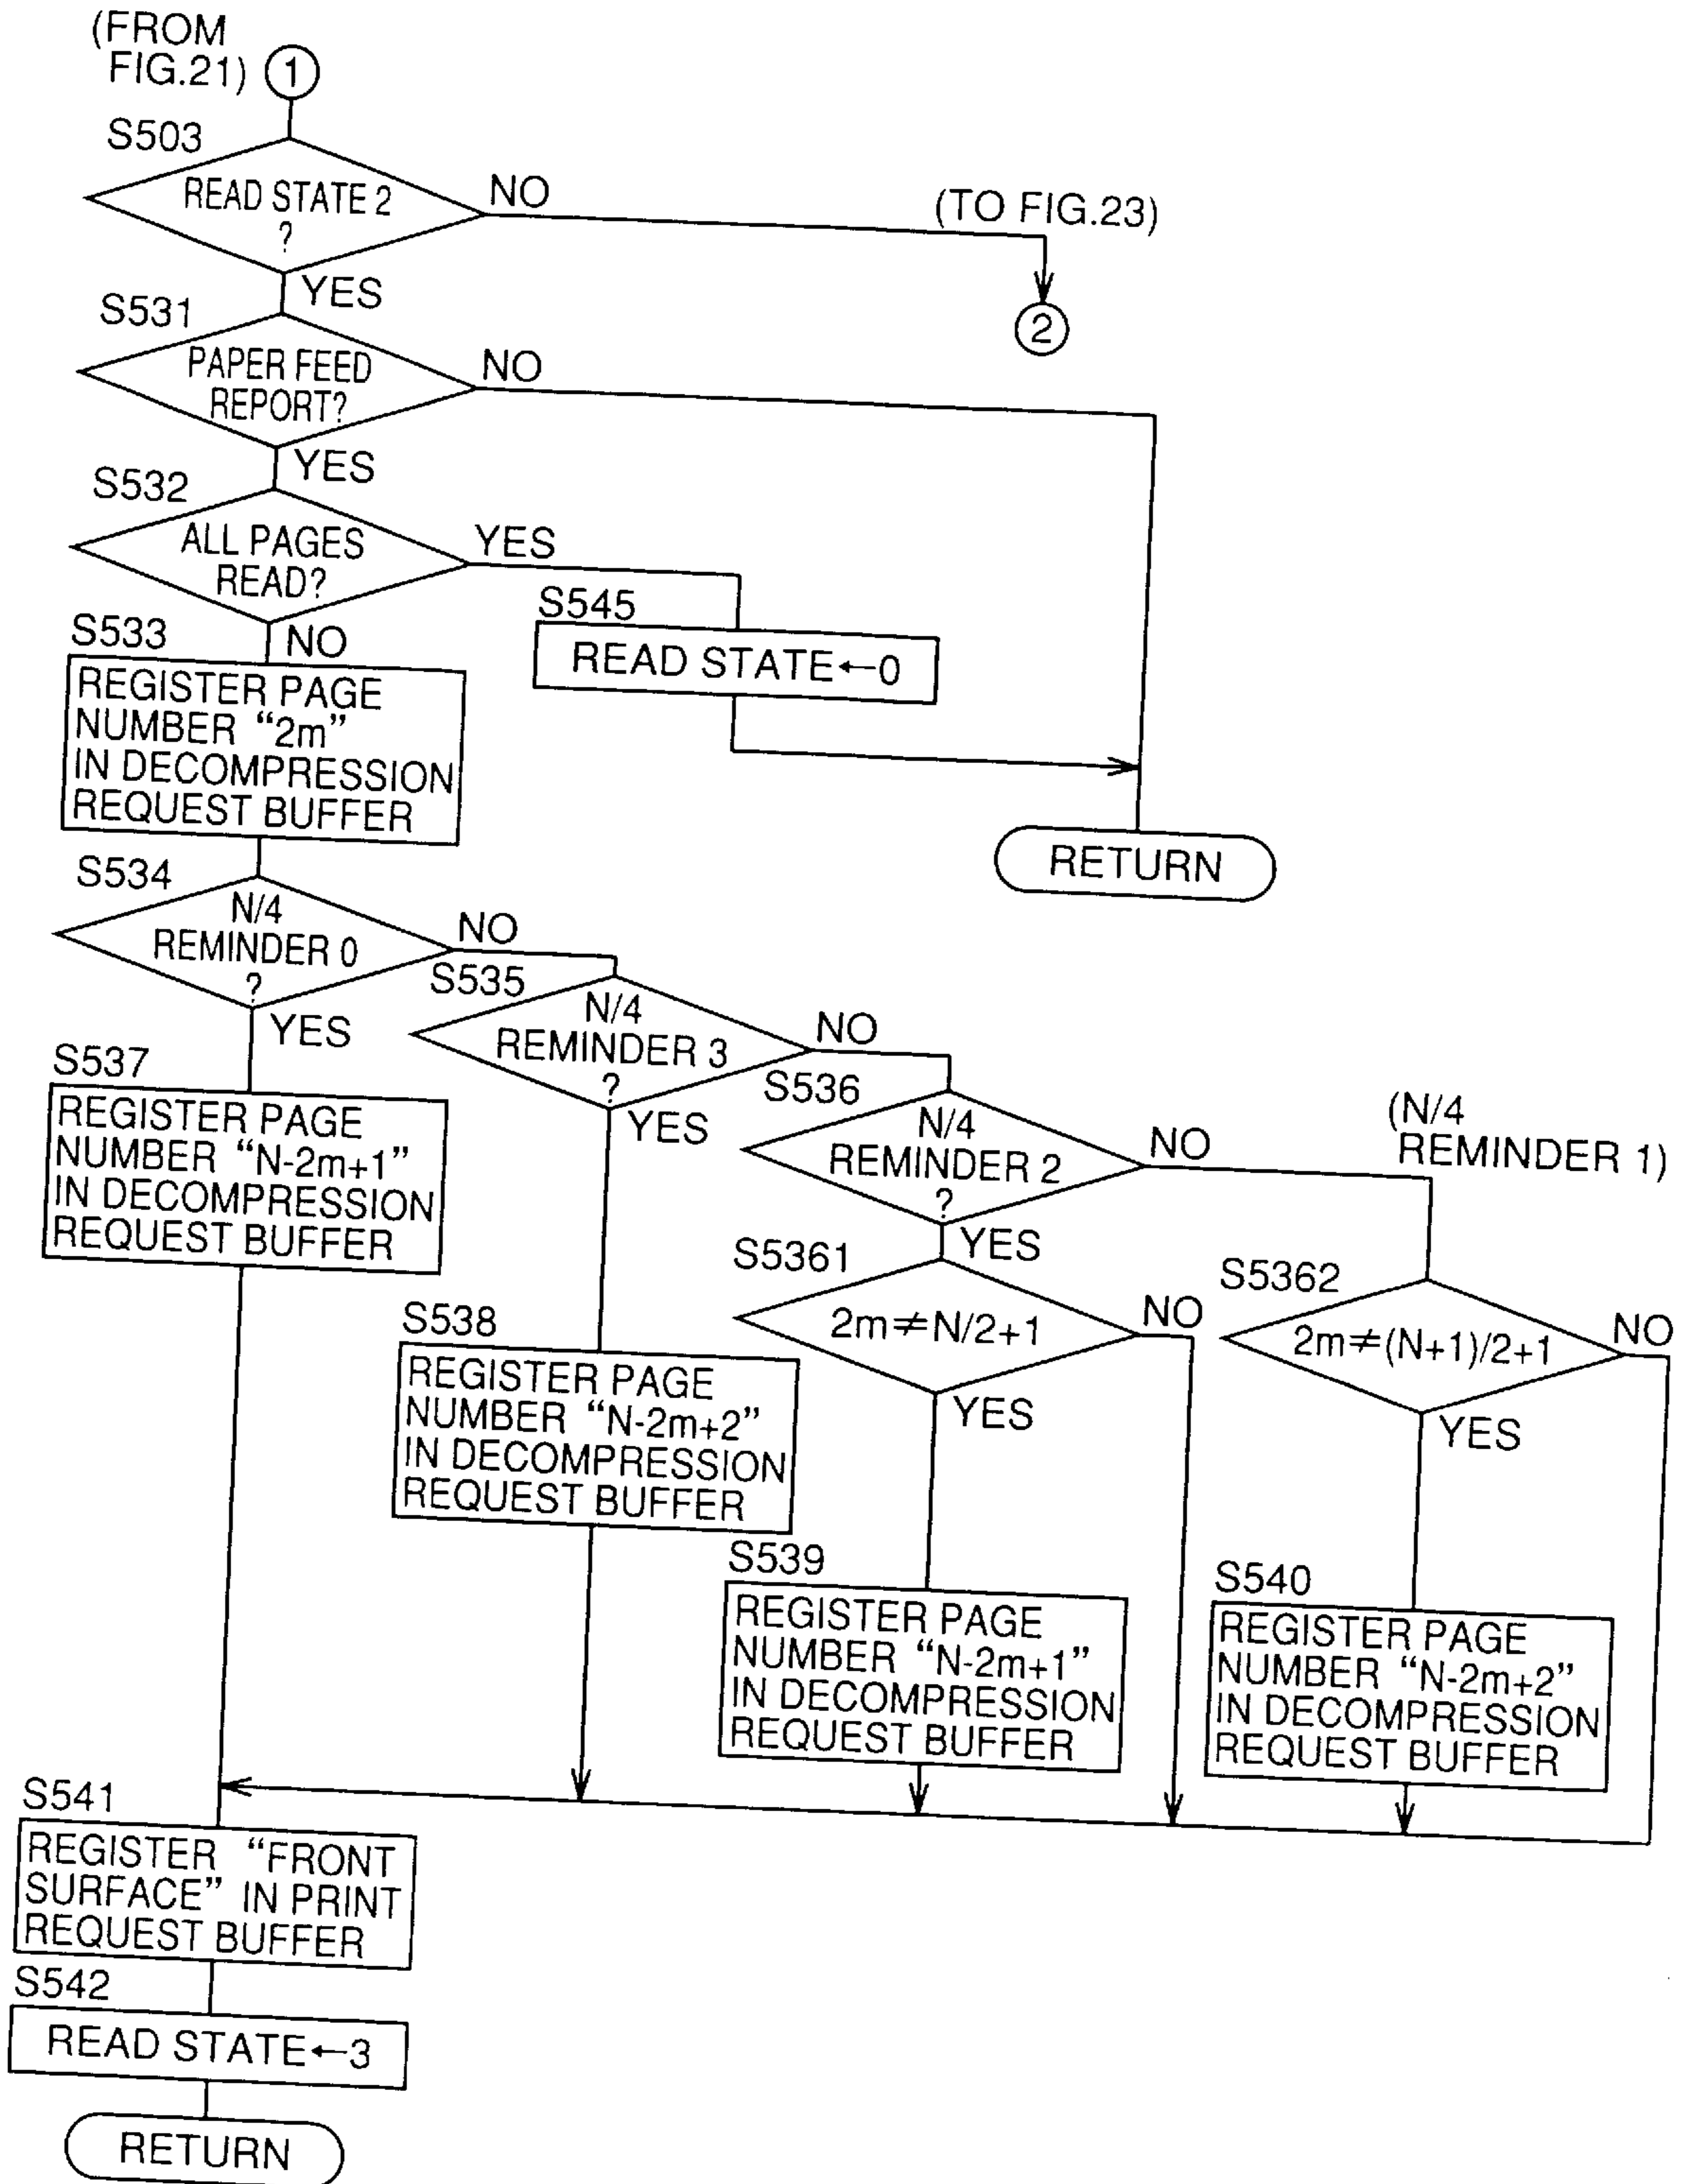 (FROM
FIG.21) 1
S503
READ STATE 2
?
NO
(TO FIG.23)
2
YES
S531
PAPER FEED
REPORT?
NO
YES
S532
ALL PAGES
READ?
YES
S545
READ STATE←0
RETURN
NO
S533
REGISTER PAGE
NUMBER “2m”
IN DECOMPRESSION
REQUEST BUFFER
S534
N/4
REMINDER 0
?
NO
YES
S535
N/4
REMINDER 3
?
NO
YES
S536
N/4
REMINDER 2
?
NO
(N/4
REMINDER 1)
YES
S537
REGISTER PAGE
NUMBER “N-2m+1”
IN DECOMPRESSION
REQUEST BUFFER
S5361
2m≠N/2+1
NO
YES
S5362
2m≠(N+1)/2+1
NO
YES
S538
REGISTER PAGE
NUMBER “N-2m+2”
IN DECOMPRESSION
REQUEST BUFFER
S539
REGISTER PAGE
NUMBER “N-2m+1”
IN DECOMPRESSION
REQUEST BUFFER
S540
REGISTER PAGE
NUMBER “N-2m+2”
IN DECOMPRESSION
REQUEST BUFFER
S541
REGISTER “FRONT
SURFACE” IN PRINT
REQUEST BUFFER
S542
READ STATE←3
RETURN